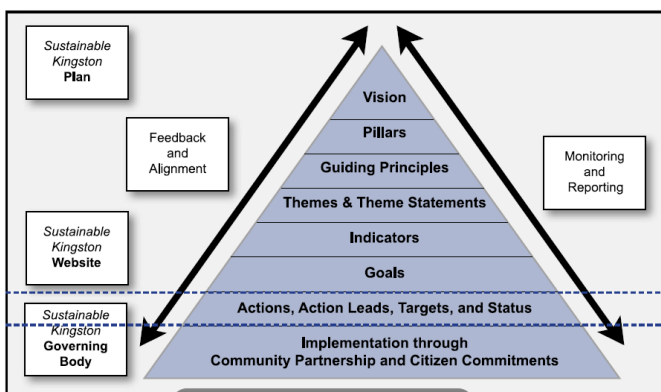 Sustainable
Kingston
Plan
Feedback
and
Alignment
Vision
Pillars
Guiding Principles
Themes & Theme Statements
Indicators
Goals
Actions, Action Leads, Targets, and Status
Implementation through
Community Partnership and Citizen Commitments
Monitoring
and
Reporting
Sustainable
Kingston
Website
Sustainable
Kingston
Governing
Body